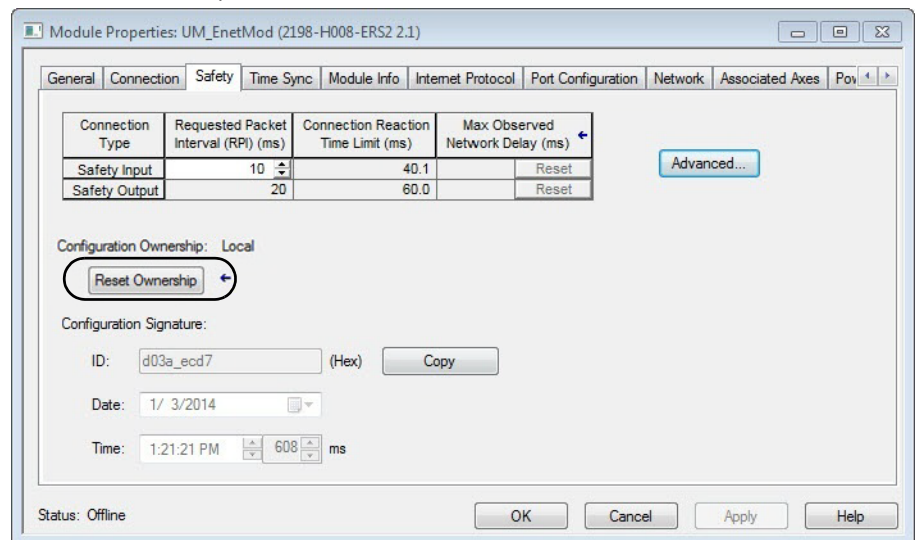 Module Properties: UM_EnetMod (2198-H008-ERS2 2.1)
General Connection Safety Time Sync Module Info Internet Protocol Port Configuration Network Associated Axes
Connection Type Requested Packet Interval (RPI) (ms) Connection Reaction Time Limit (ms) Max Observed Network Delay (ms)
Safety Input 10 40.1 Reset
Safety Output 20 60.0 Reset
Advanced...
Configuration Ownership: Local
Reset Ownership
Configuration Signature:
ID: d03a_ecd7 (Hex) Copy
Date: 1/ 3/2014
Time: 1:21:21 PM 608 ms
Status: Offline OK Cancel Apply Help